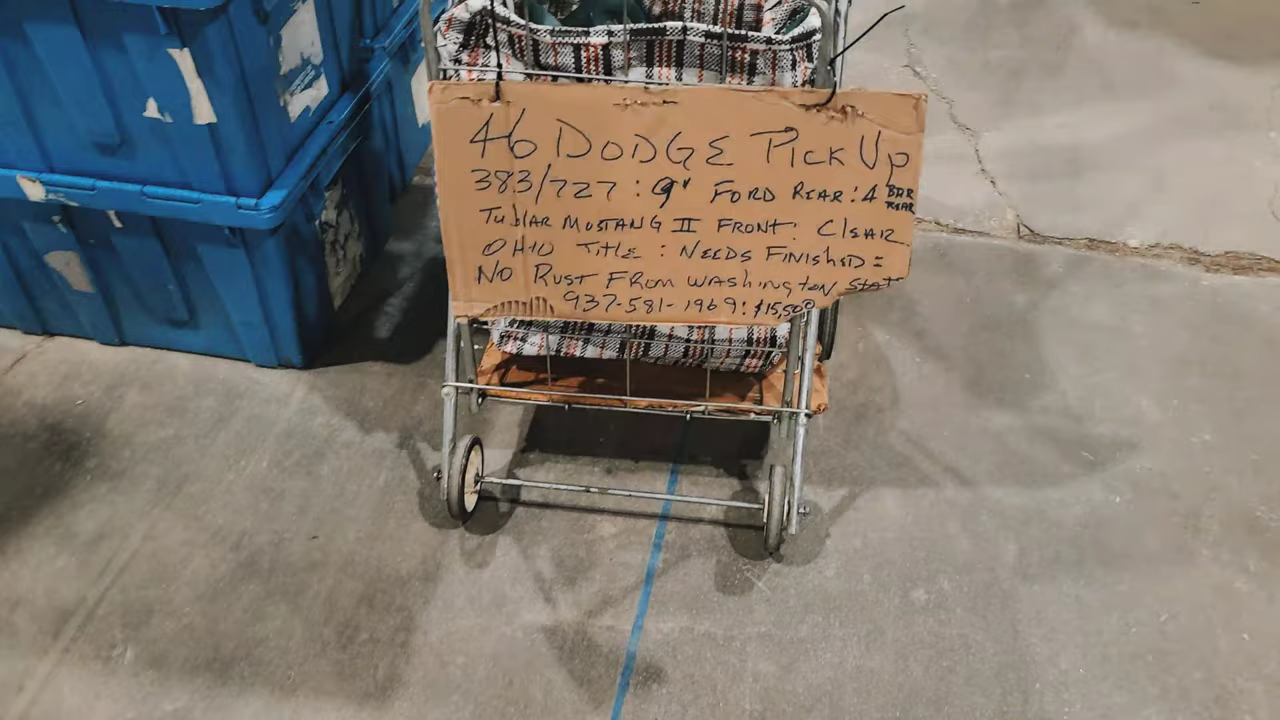 46 DODGE PICK UP
383/727 : 9" FORD REAR : 4 BAR REAR
TUBLAR MUSTANG II FRONT : CLEAR
OHIO TITLE : NEEDS FINISHED :
NO RUST FROM WASHINGTON STATE
937-581-1969 : $15,500